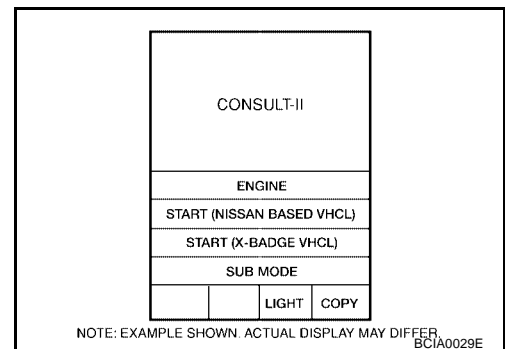 CONSULT-II
ENGINE
START (NISSAN BASED VHCL)
START (X-BADGE VHCL)
SUB MODE
LIGHT COPY
NOTE: EXAMPLE SHOWN. ACTUAL DISPLAY MAY DIFFER.
BCIA0029E